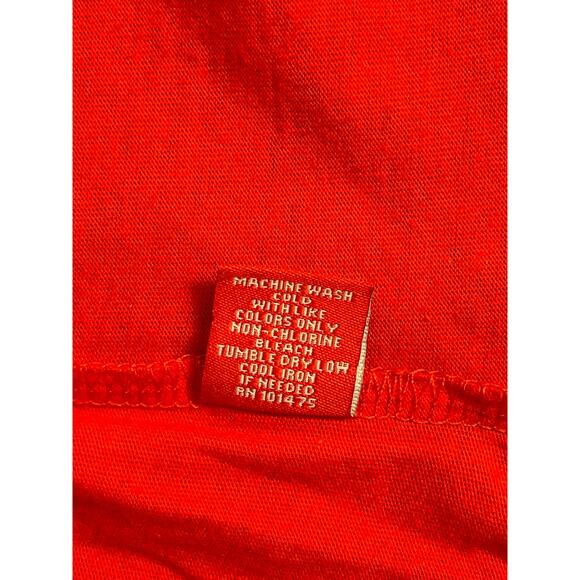 MACHINE WASH
COLD
WITH LIKE
COLORS ONLY
NON-CHLORINE
BLEACH
TUMBLE DRY LOW
COOL IRON
IF NEEDED
RN 101475